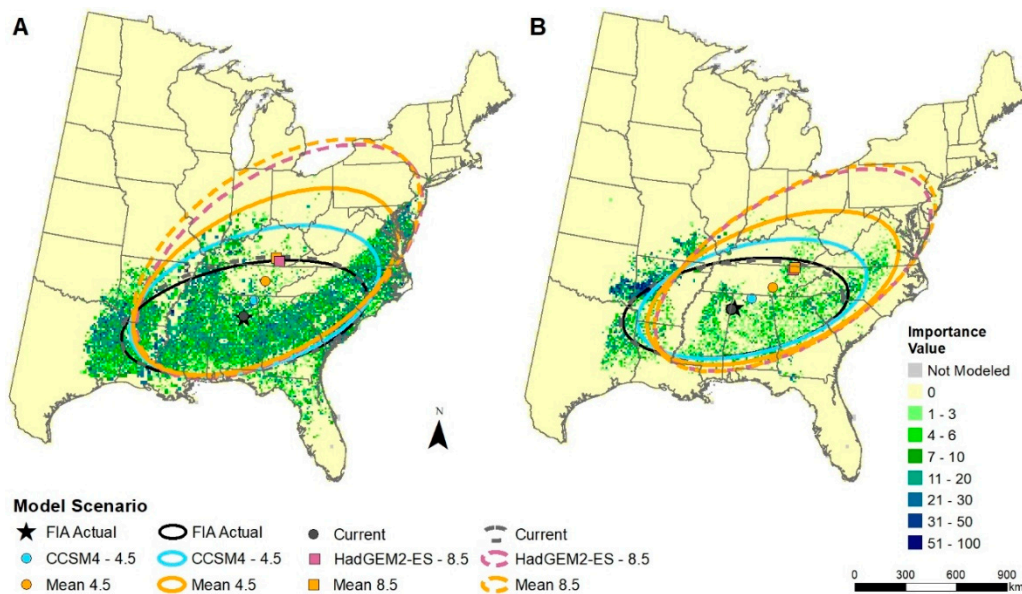 A
B
N
Importance
Value
Not Modeled
0
1 - 3
4 - 6
7 - 10
11 - 20
21 - 30
31 - 50
51 - 100
Model Scenario
FIA Actual FIA Actual Current Current
CCSM4 - 4.5 CCSM4 - 4.5 HadGEM2-ES - 8.5 HadGEM2-ES - 8.5
Mean 4.5 Mean 4.5 Mean 8.5 Mean 8.5
0 300 600 900
km